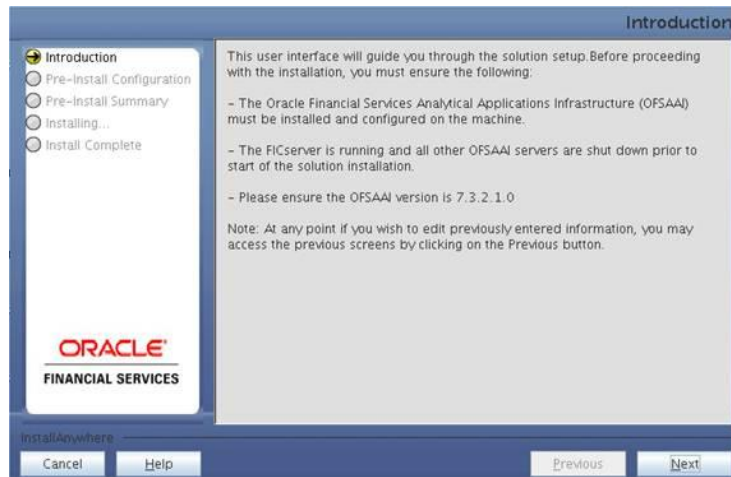 Introduction
Introduction
Pre-Install Configuration
Pre-Install Summary
Installing...
Install Complete
This user interface will guide you through the solution setup.Before proceeding
with the installation, you must ensure the following:
- The Oracle Financial Services Analytical Applications Infrastructure (OFSAAI)
must be installed and configured on the machine.
- The FICserver is running and all other OFSAAI servers are shut down prior to
start of the solution installation.
- Please ensure the OFSAAI version is 7.3.2.1.0
Note: At any point if you wish to edit previously entered information, you may
access the previous screens by clicking on the Previous button.
ORACLE
FINANCIAL SERVICES
InstallAnywhere
Cancel
Help
Previous
Next